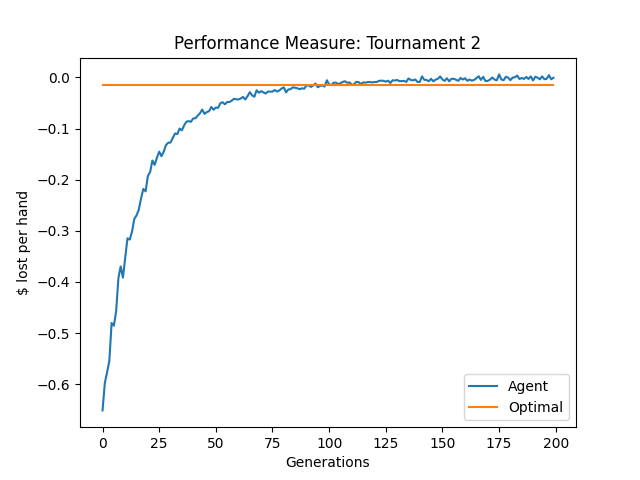 Performance Measure: Tournament 2
$ lost per hand
0.0
−0.1
−0.2
−0.3
−0.4
−0.5
−0.6
0 25 50 75 100 125 150 175 200
Generations
Agent
Optimal